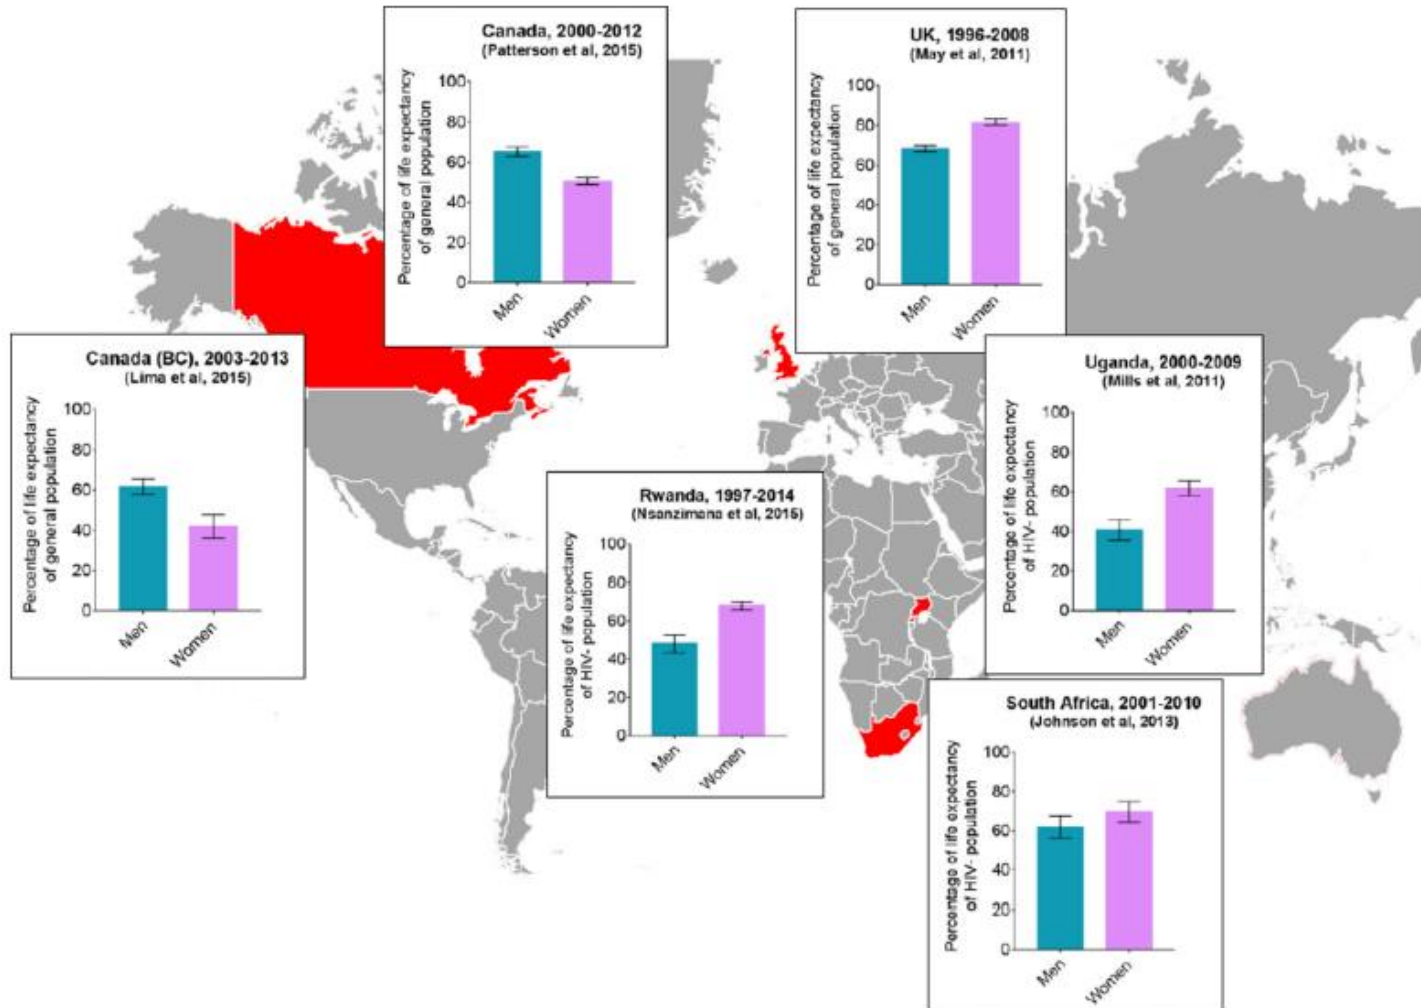 Canada, 2000-2012
(Patterson et al, 2015)
Percentage of life expectancy
of general population
100
80
60
40
20
0
Men
Women
UK, 1996-2008
(May et al, 2011)
Percentage of life expectancy
of general population
100
80
60
40
20
0
Men
Women
Canada (BC), 2003-2013
(Lima et al, 2015)
Percentage of life expectancy
of general population
100
80
60
40
20
0
Men
Women
Uganda, 2000-2009
(Mills et al, 2011)
Percentage of life expectancy
of HIV- population
100
80
60
40
20
0
Men
Women
Rwanda, 1997-2014
(Nsanzimana et al, 2015)
Percentage of life expectancy
of HIV- population
100
80
60
40
20
0
Men
Women
South Africa, 2001-2010
(Johnson et al, 2013)
Percentage of life expectancy
of HIV- population
100
80
60
40
20
0
Men
Women